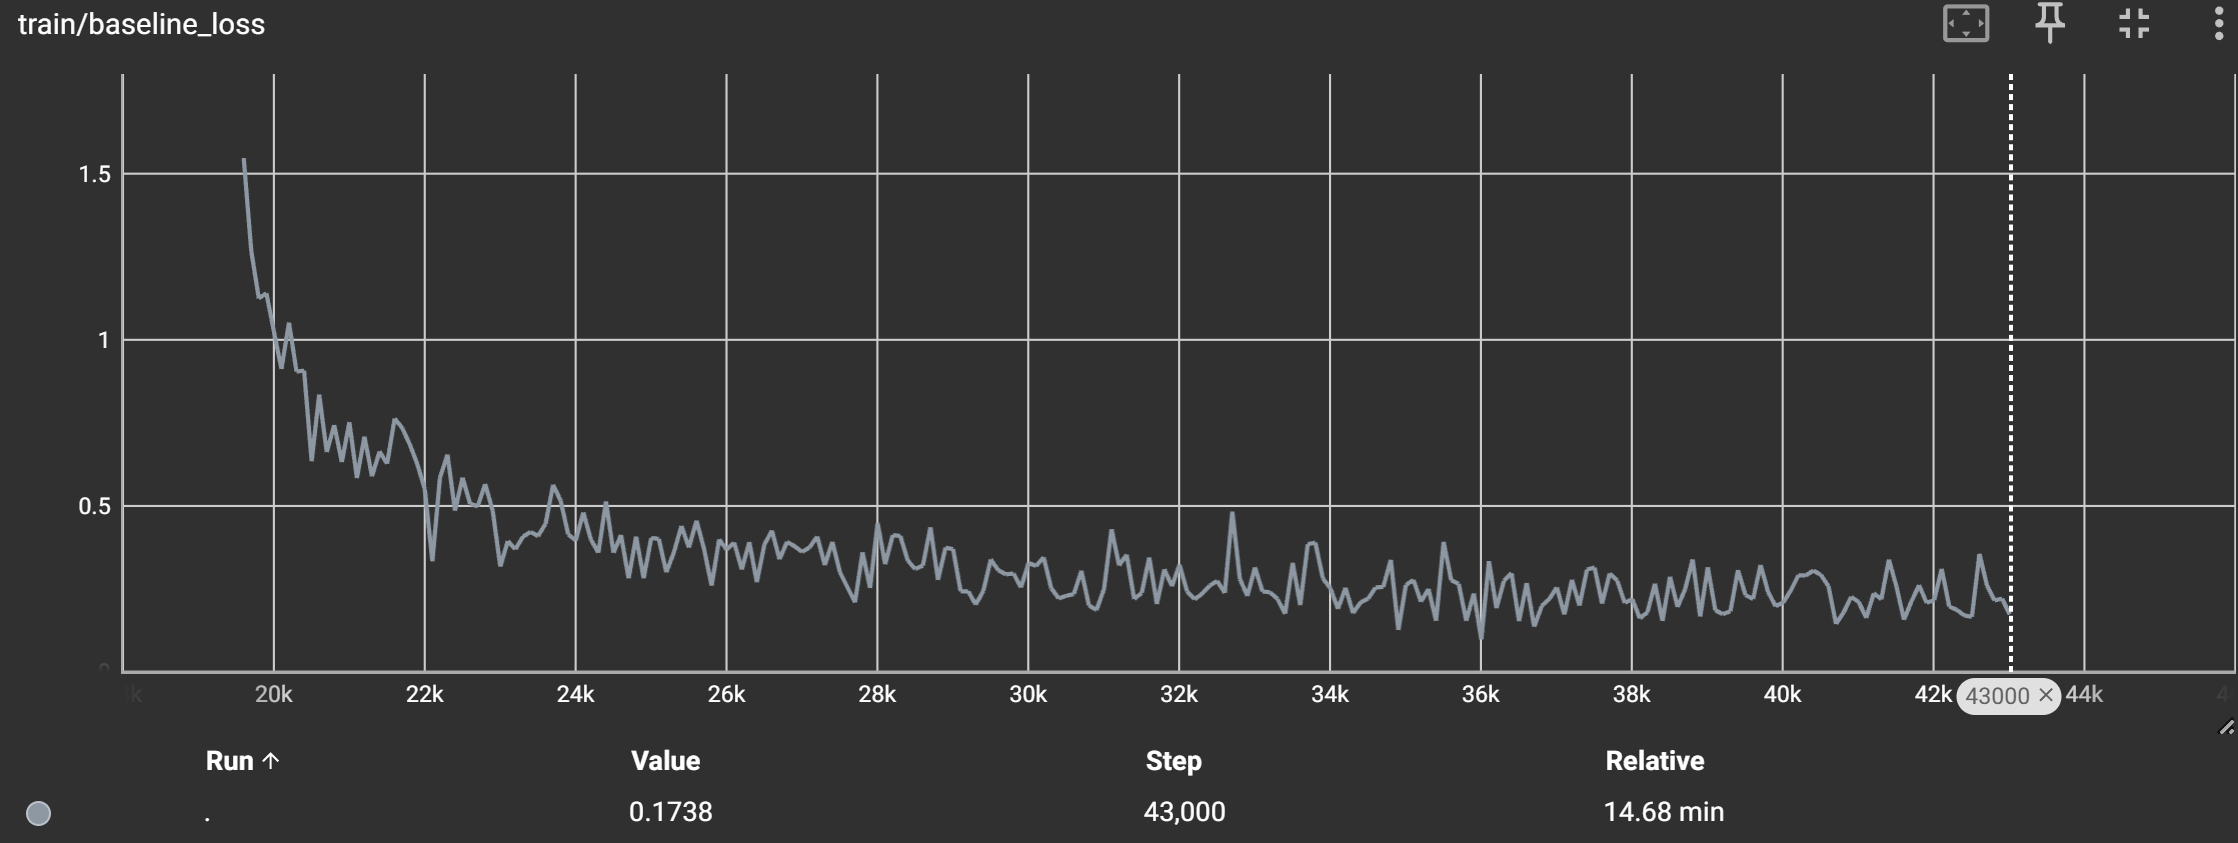 train/baseline_loss
1.5
1
0.5
0
20k 22k 24k 26k 28k 30k 32k 34k 36k 38k 40k 42k 43000 × 44k
Run ↑ Value Step Relative
. 0.1738 43,000 14.68 min